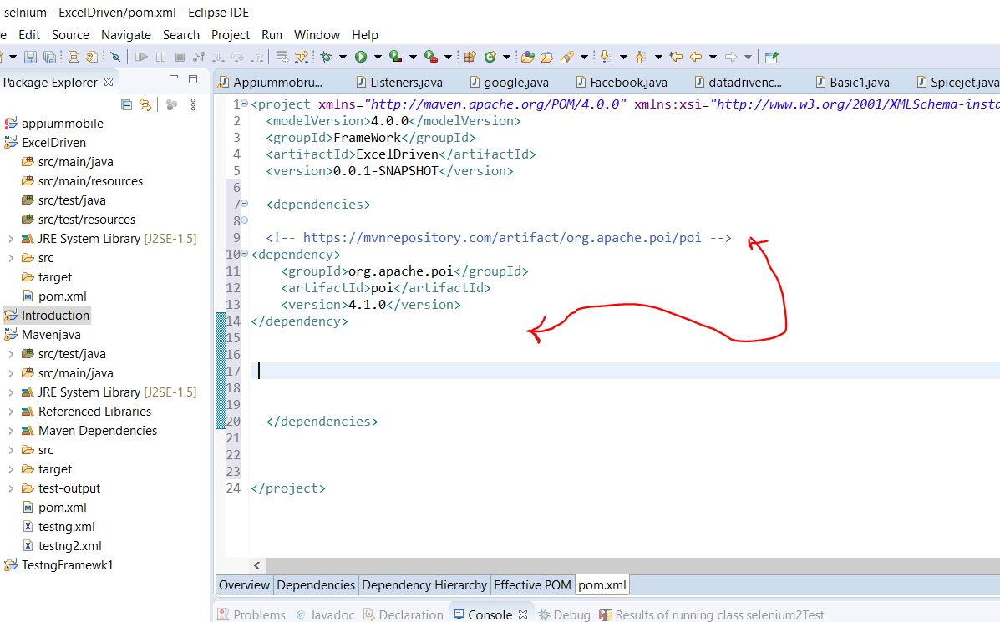 selnium - ExcelDriven/pom.xml - Eclipse IDE
e Edit Source Navigate Search Project Run Window Help
Package Explorer
Appiummobru... Listeners.java google.java Facebook.java datadrivenc... Basic1.java Spicejet.java
appiummobile
ExcelDriven
src/main/java
src/main/resources
src/test/java
src/test/resources
JRE System Library [J2SE-1.5]
src
target
pom.xml
Introduction
Mavenjava
src/test/java
src/main/java
JRE System Library [J2SE-1.5]
Referenced Libraries
Maven Dependencies
src
target
test-output
pom.xml
testng.xml
testng2.xml
TestngFramewk1
1 <project xmlns="http://maven.apache.org/POM/4.0.0" xmlns:xsi="http://www.w3.org/2001/XMLSchema-insta
2 <modelVersion>4.0.0</modelVersion>
3 <groupId>FrameWork</groupId>
4 <artifactId>ExcelDriven</artifactId>
5 <version>0.0.1-SNAPSHOT</version>
6
7 <dependencies>
8
9 <!-- https://mvnrepository.com/artifact/org.apache.poi/poi -->
10 <dependency>
11 <groupId>org.apache.poi</groupId>
12 <artifactId>poi</artifactId>
13 <version>4.1.0</version>
14 </dependency>
15
16
17
18
19
20 </dependencies>
21
22
23
24 </project>
Overview Dependencies Dependency Hierarchy Effective POM pom.xml
Problems Javadoc Declaration Console Debug Results of running class selenium2Test